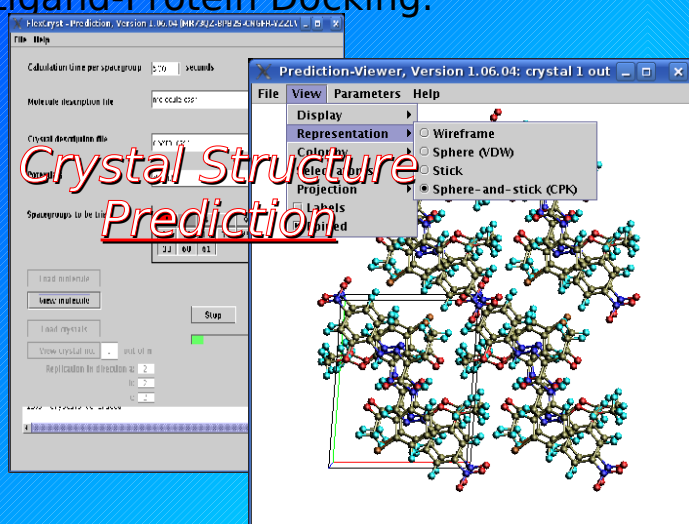 Ligand-Protein Docking:
FlexCryst - Prediction, Version 1.06.04
File Help
Calculation time per spacegroup
seconds
Molecule description file
Crystal description file
Crystal Structure
Prediction
Spacegroups to be
33 60 61
Load molecule
View molecule
Stop
Load crystals
View crystal no. out of n
Replication in direction a: 2
b: 2
c: 2
Prediction-Viewer, Version 1.06.04: crystal 1 out
File View Parameters Help
Display
Representation
Color by
Projection
Labels
Wireframe
Sphere (VDW)
Stick
Sphere-and-stick (CPK)